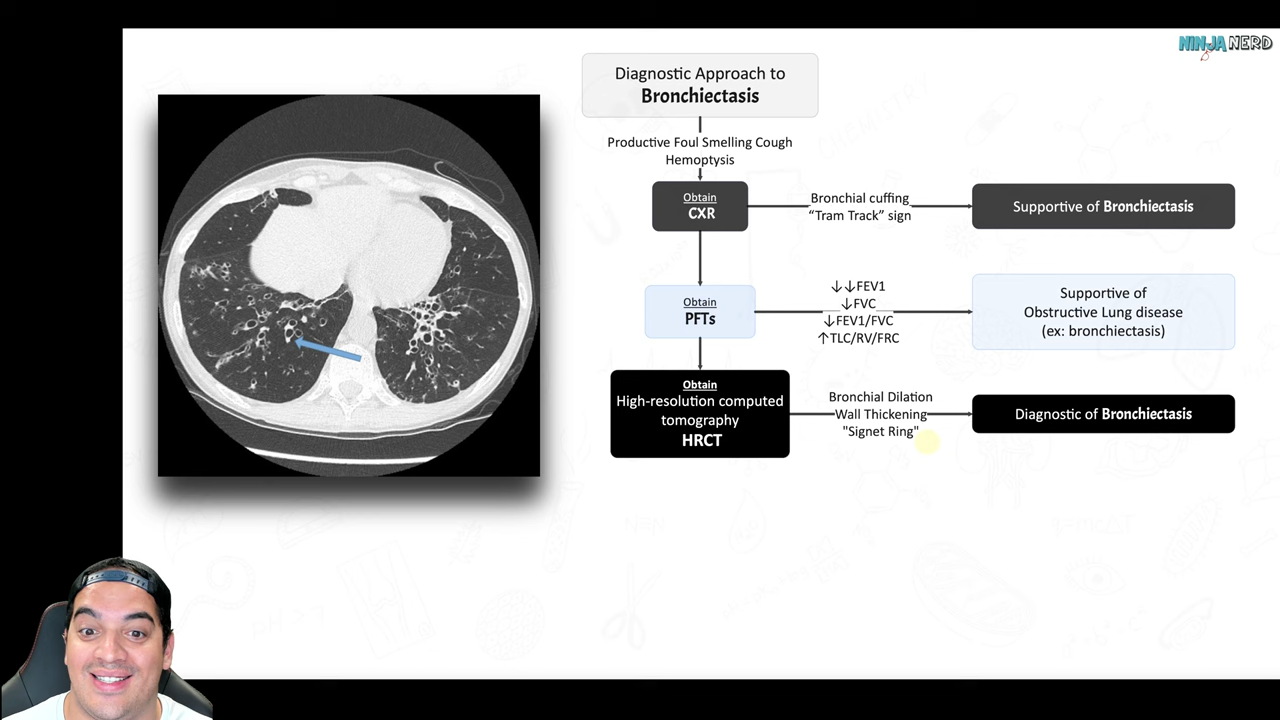 NINJA NERD
Diagnostic Approach to
Bronchiectasis
Productive Foul Smelling Cough
Hemoptysis
Obtain
CXR
Bronchial cuffing
“Tram Track” sign
Supportive of Bronchiectasis
Obtain
PFTs
↓↓FEV1
↓FVC
↓FEV1/FVC
↑TLC/RV/FRC
Supportive of
Obstructive Lung disease
(ex: bronchiectasis)
Obtain
High-resolution computed
tomography
HRCT
Bronchial Dilation
Wall Thickening
"Signet Ring"
Diagnostic of Bronchiectasis
CHEMISTRY